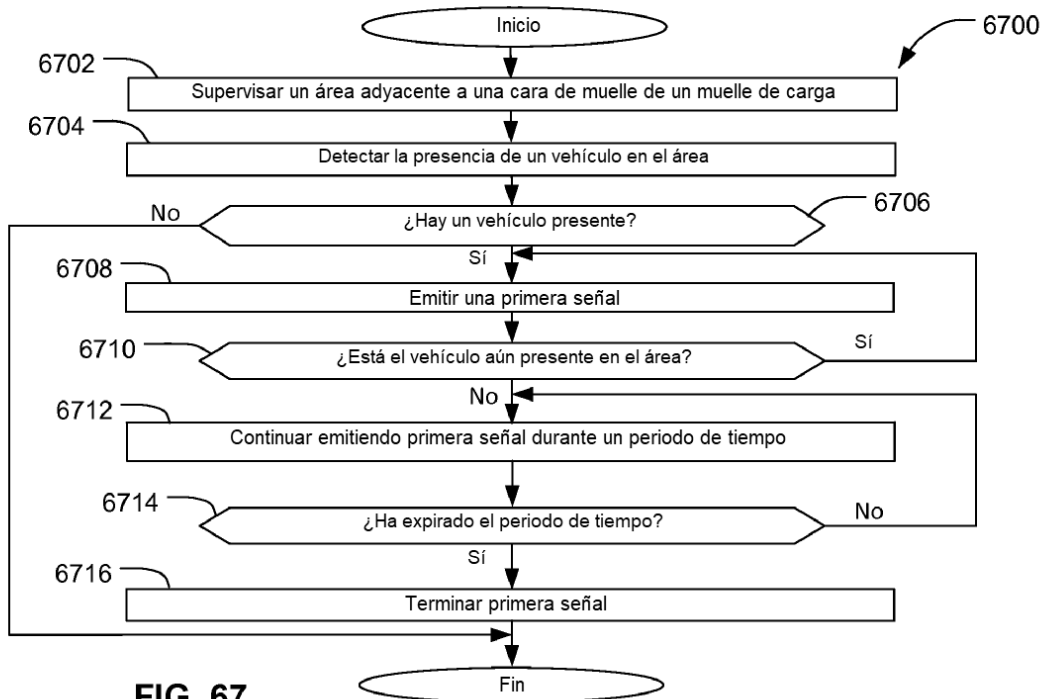 Inicio
6700
6702
Supervisar un área adyacente a una cara de muelle de un muelle de carga
6704
Detectar la presencia de un vehículo en el área
6706
No
¿Hay un vehículo presente?
Sí
6708
Emitir una primera señal
6710
¿Está el vehículo aún presente en el área?
Sí
No
6712
Continuar emitiendo primera señal durante un periodo de tiempo
6714
¿Ha expirado el periodo de tiempo?
No
Sí
6716
Terminar primera señal
Fin
FIG. 67